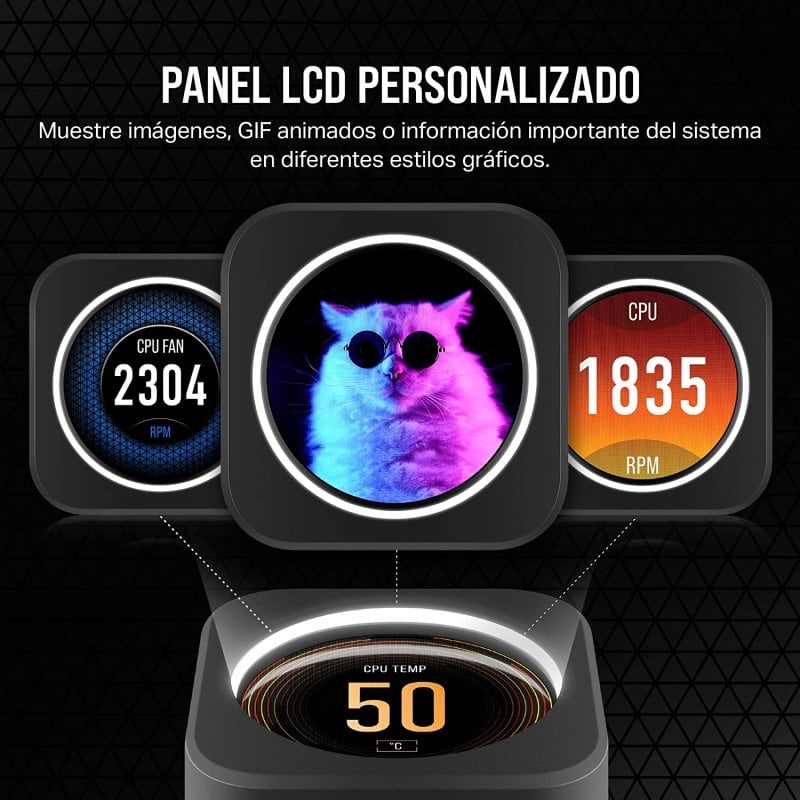 PANEL LCD PERSONALIZADO
Muestre imágenes, GIF animados o información importante del sistema
en diferentes estilos gráficos.
CPU FAN
2304
RPM
CPU
1835
RPM
CPU TEMP
50
°C